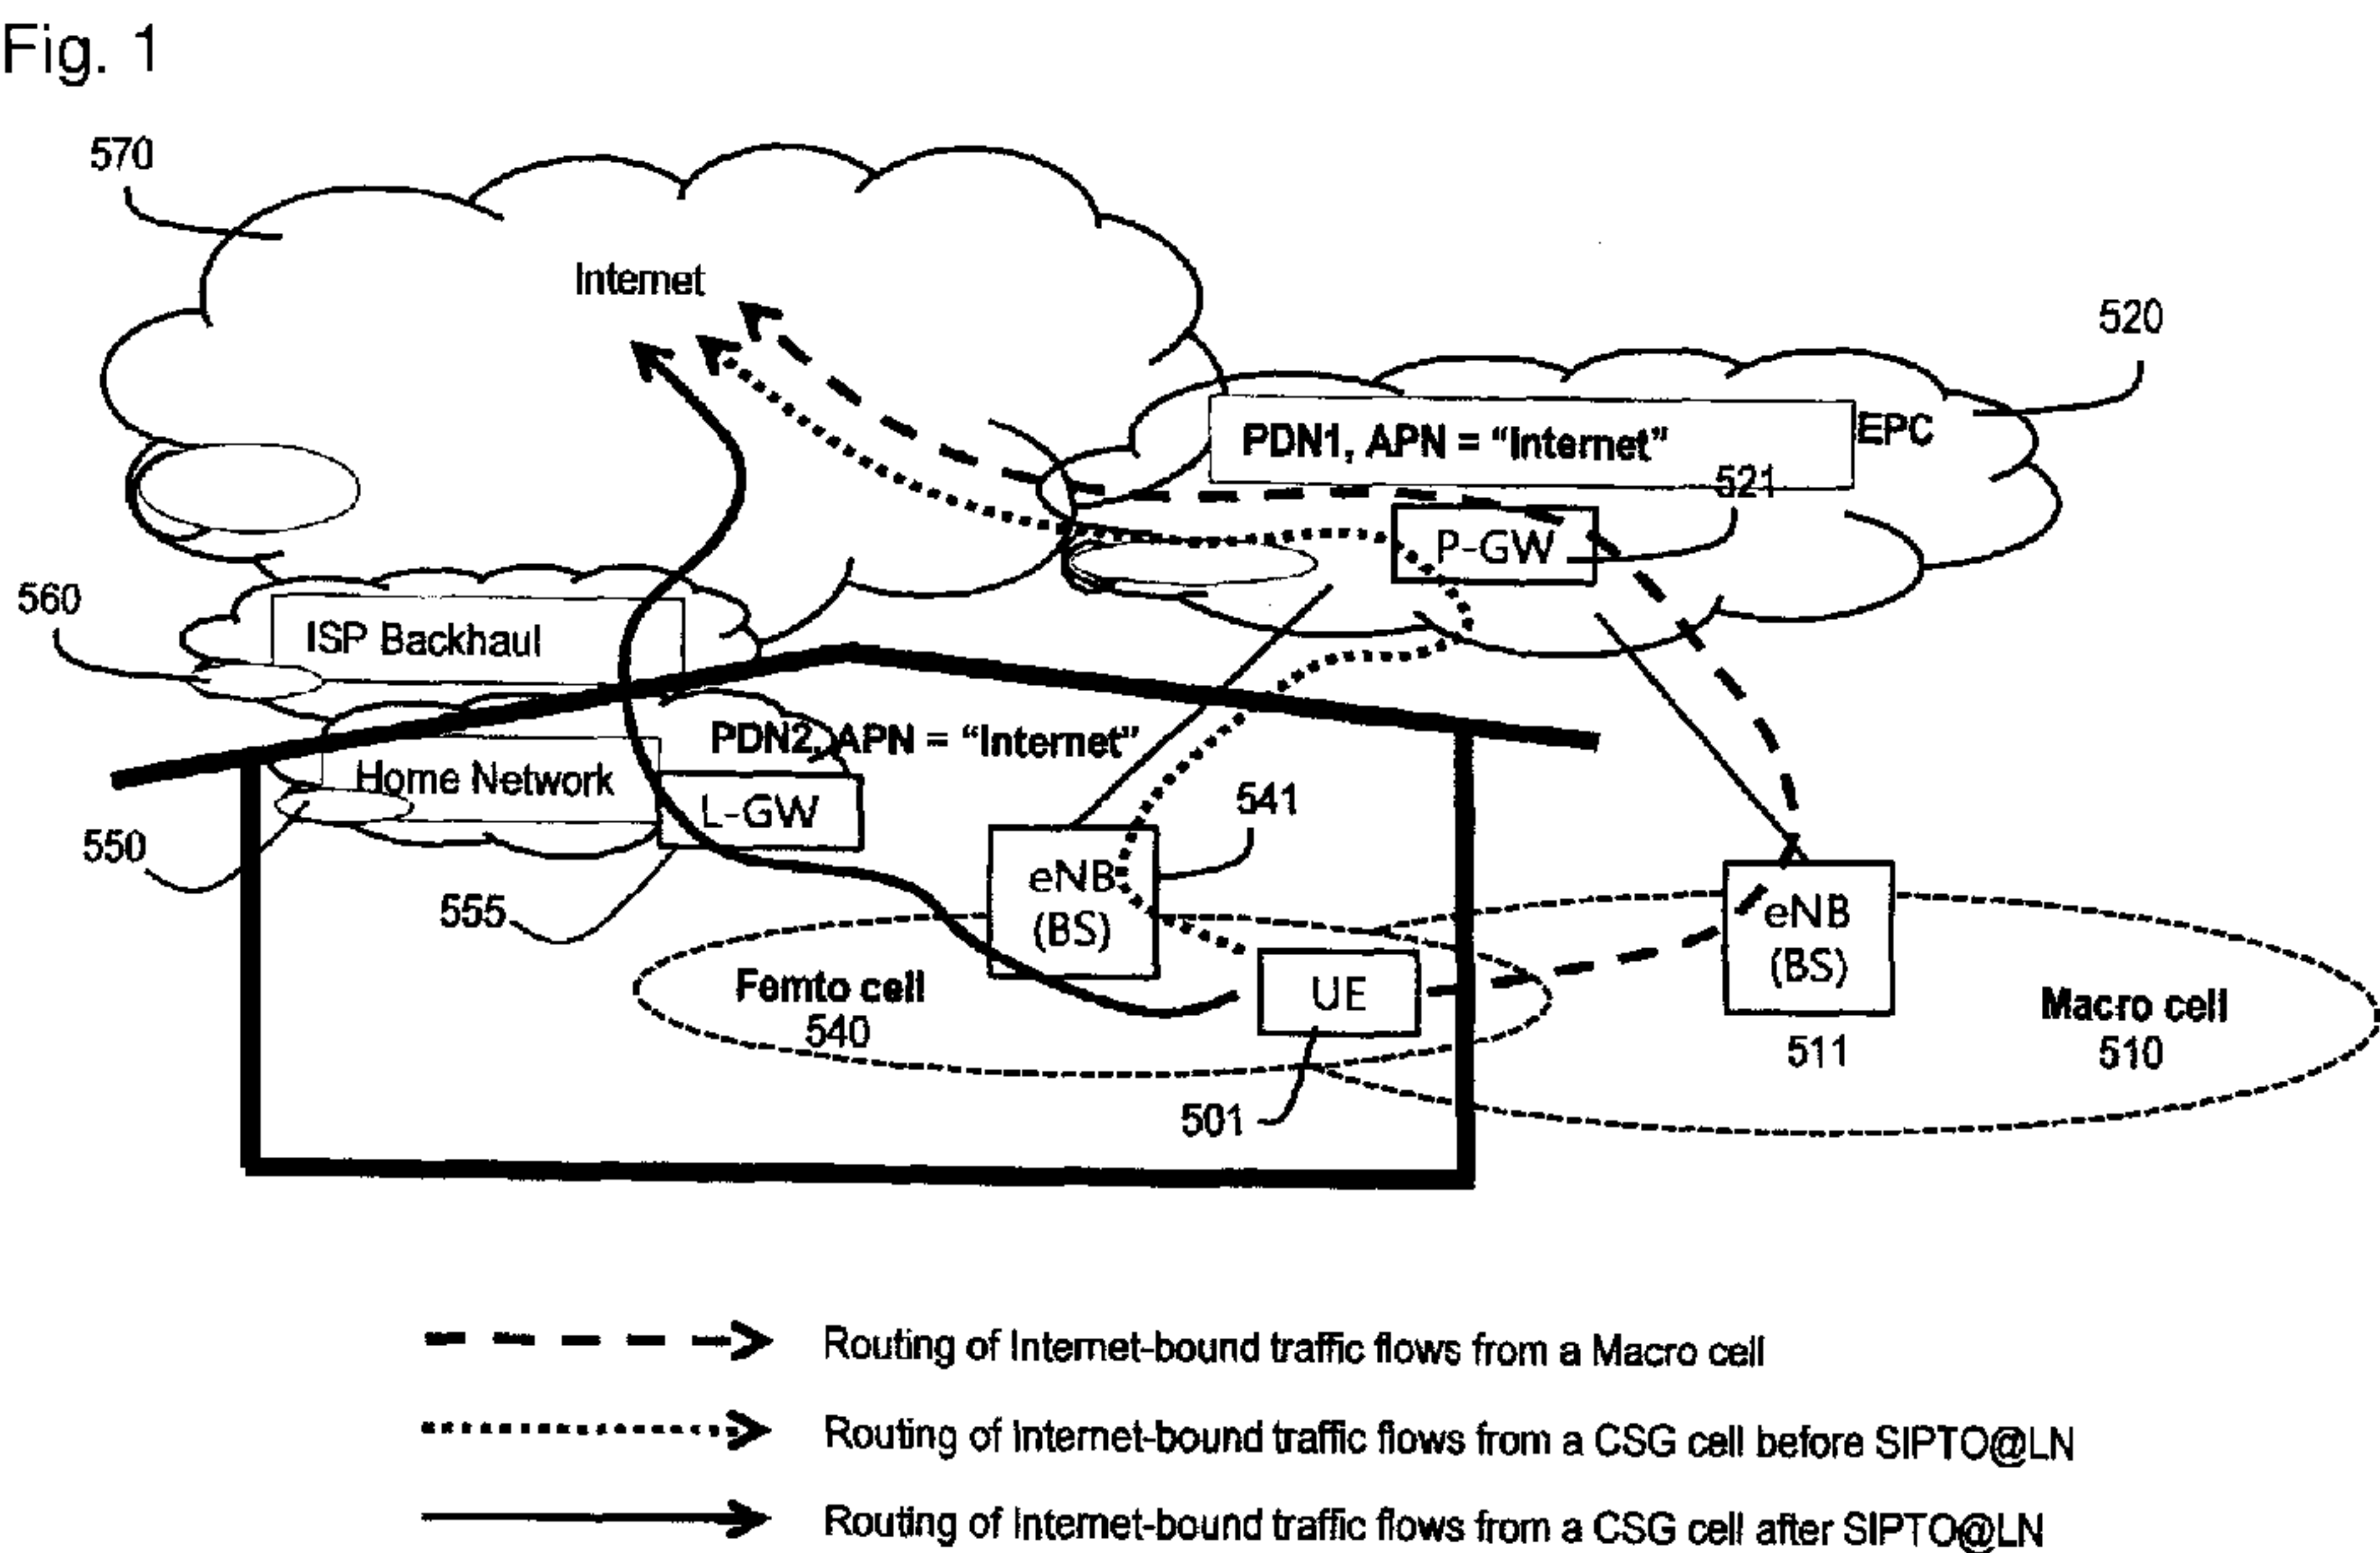 Fig. 1
570
Internet
520
PDN1, APN = “Internet”
EPC
521
P-GW
560
ISP Backhaul
PDN2, APN = “Internet”
Home Network
L-GW
541
550
555
eNB
(BS)
eNB
(BS)
Femto cell
540
UE
Macro cell
510
511
501
Routing of Internet-bound traffic flows from a Macro cell
Routing of Internet-bound traffic flows from a CSG cell before SIPTO@LN
Routing of Internet-bound traffic flows from a CSG cell after SIPTO@LN